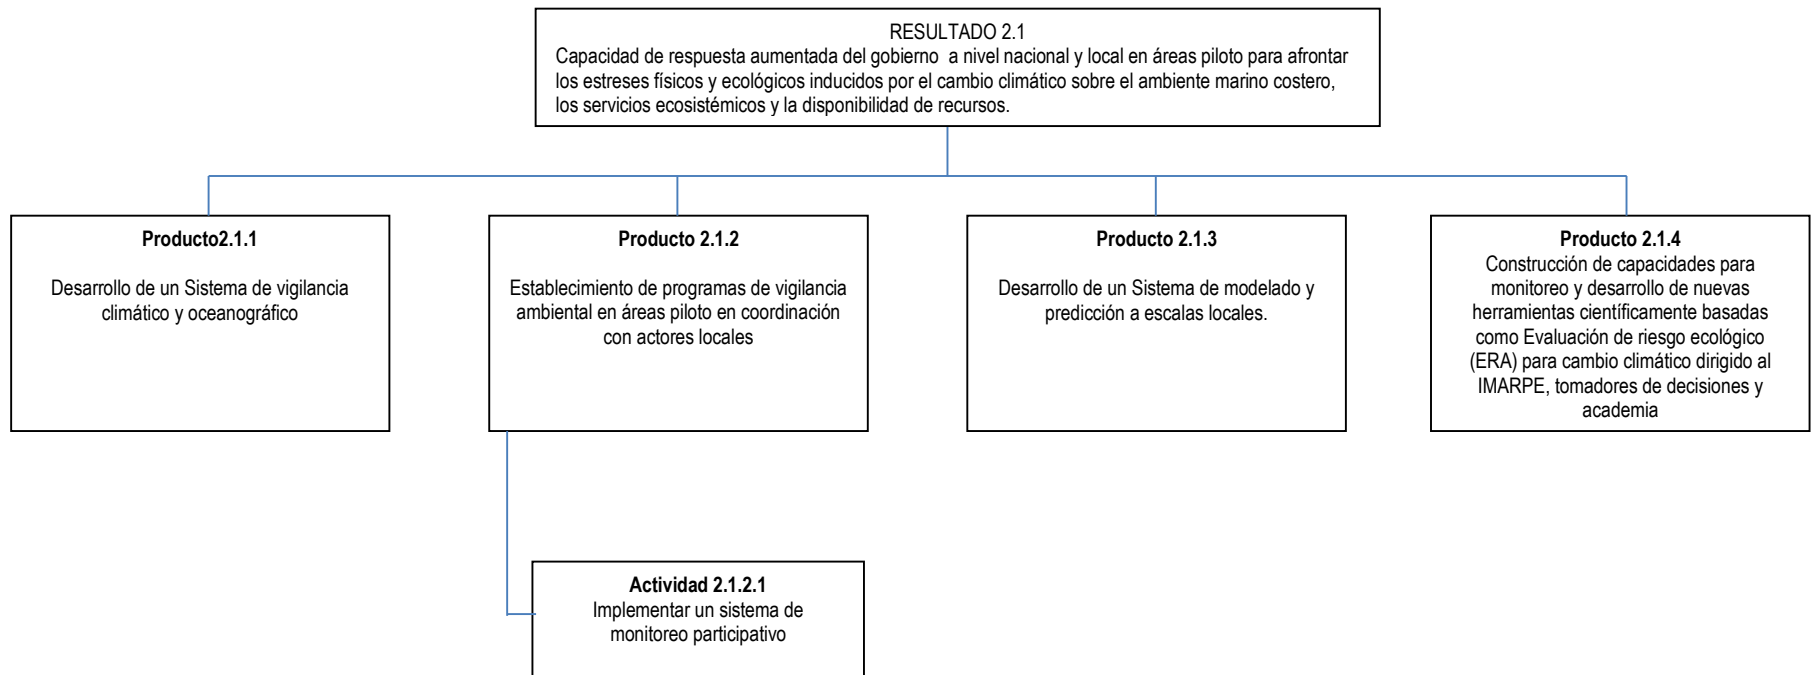 RESULTADO 2.1
Capacidad de respuesta aumentada del gobierno  a nivel nacional y local en áreas piloto para afrontar
los estreses físicos y ecológicos inducidos por el cambio climático sobre el ambiente marino costero,
los servicios ecosistémicos y la disponibilidad de recursos.
Producto2.1.1
Desarrollo de un Sistema de vigilancia
climático y oceanográfico
Producto 2.1.2
Establecimiento de programas de vigilancia
ambiental en áreas piloto en coordinación
con actores locales
Producto 2.1.3
Desarrollo de un Sistema de modelado y
predicción a escalas locales.
Producto 2.1.4
Construcción de capacidades para
monitoreo y desarrollo de nuevas
herramientas científicamente basadas
como Evaluación de riesgo ecológico
(ERA) para cambio climático dirigido al
IMARPE, tomadores de decisiones y
academia
Actividad 2.1.2.1
Implementar un sistema de
monitoreo participativo